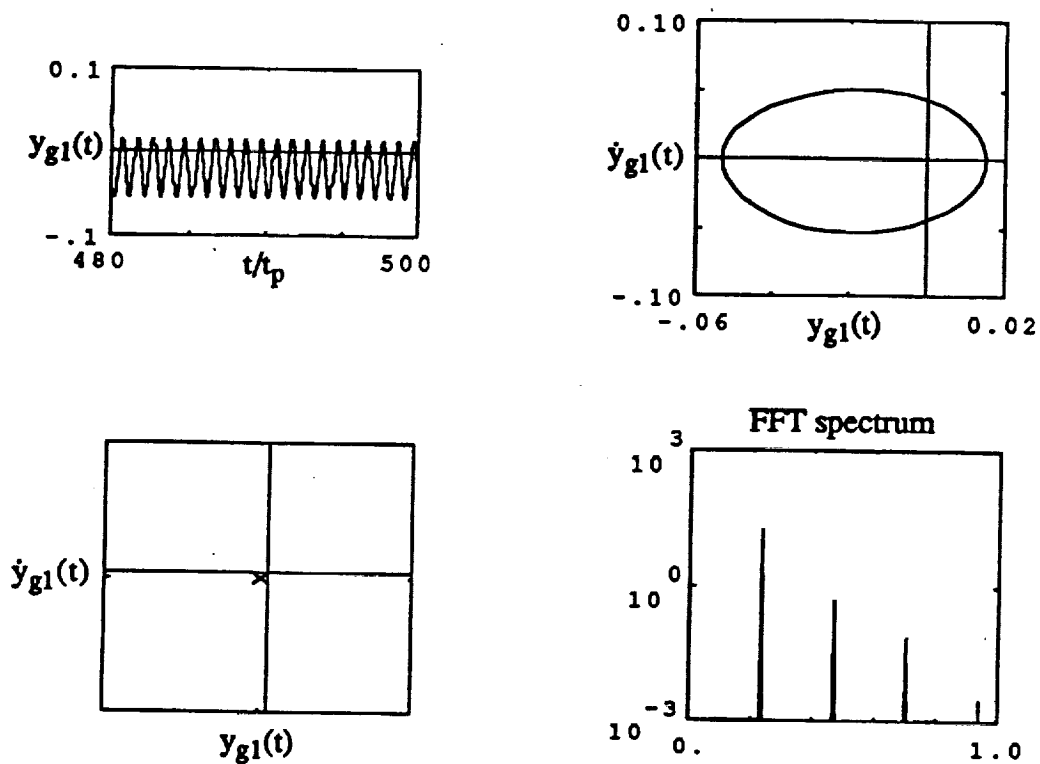 0.1
y_g1(t)
-.1
480
t/t_p
500
0.10
ẏ_g1(t)
-.10
-.06
y_g1(t)
0.02
ẏ_g1(t)
y_g1(t)
FFT spectrum
10^3
10^0
10^-3
0.
1.0